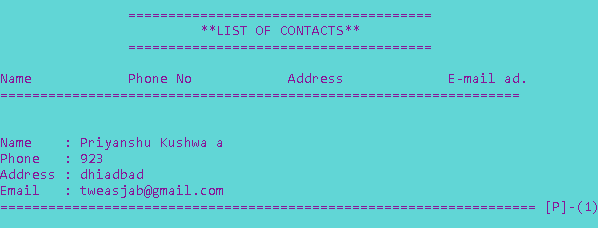 ======================================
**LIST OF CONTACTS**
======================================
Name Phone No Address E-mail ad.
=================================================================
Name : Priyanshu Kushwa a
Phone : 923
Address : dhiadbad
Email : tweasjab@gmail.com
=================================================================== [P]-(1)